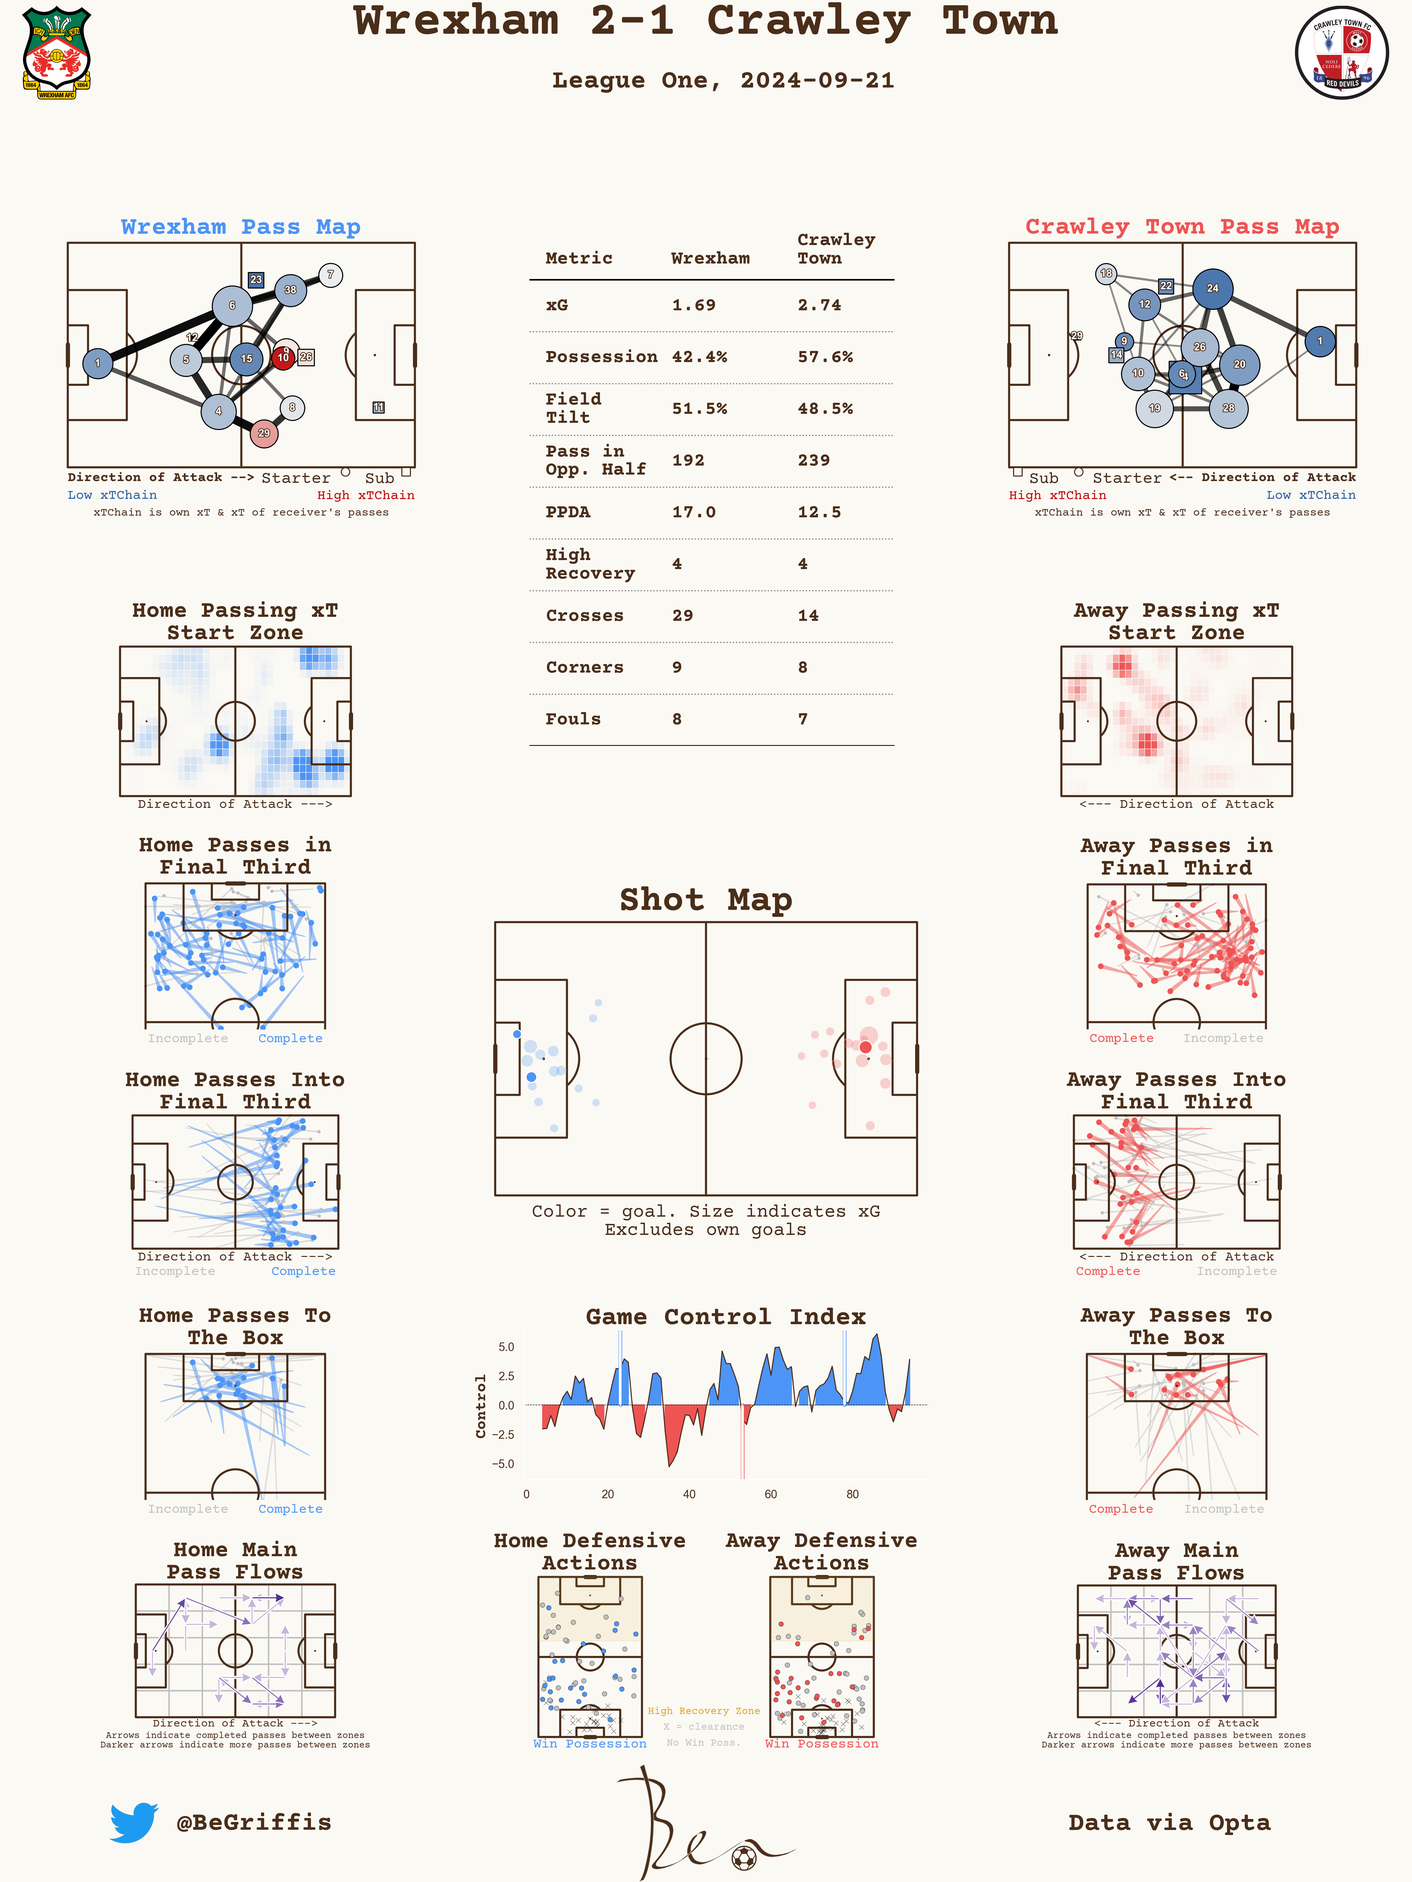 Wrexham 2-1 Crawley Town
League One, 2024-09-21
1864 1864
WREXHAM AFC
CRAWLEY TOWN FC
HOLI
CEDERE
18 96
RED DEVILS
Wrexham Pass Map
7
23
38
6
12
9
10
26
1
5
15
4
8
11
29
Direction of Attack --> Starter Sub
Low xTChain High xTChain
xTChain is own xT & xT of receiver's passes
Metric Wrexham Crawley
Town
xG 1.69 2.74
Possession 42.4% 57.6%
Field
Tilt 51.5% 48.5%
Pass in
Opp. Half 192 239
PPDA 17.0 12.5
High
Recovery 4 4
Crosses 29 14
Corners 9 8
Fouls 8 7
Crawley Town Pass Map
18
22
24
12
29
9
14
26
1
10
6
4
20
19
28
Sub Starter <-- Direction of Attack
High xTChain Low xTChain
xTChain is own xT & xT of receiver's passes
Home Passing xT
Start Zone
Direction of Attack --->
Away Passing xT
Start Zone
<--- Direction of Attack
Home Passes in
Final Third
Incomplete Complete
Away Passes in
Final Third
Complete Incomplete
Shot Map
Color = goal. Size indicates xG
Excludes own goals
Home Passes Into
Final Third
Direction of Attack --->
Incomplete Complete
Away Passes Into
Final Third
<--- Direction of Attack
Complete Incomplete
Home Passes To
The Box
Incomplete Complete
Game Control Index
Control
5.0
2.5
0.0
−2.5
−5.0
0 20 40 60 80
Away Passes To
The Box
Complete Incomplete
Home Main
Pass Flows
Direction of Attack --->
Arrows indicate completed passes between zones
Darker arrows indicate more passes between zones
Home Defensive
Actions
Win Possession
Away Defensive
Actions
Win Possession
High Recovery Zone
X = clearance
No Win Poss.
Away Main
Pass Flows
<--- Direction of Attack
Arrows indicate completed passes between zones
Darker arrows indicate more passes between zones
@BeGriffis
Ben
Data via Opta